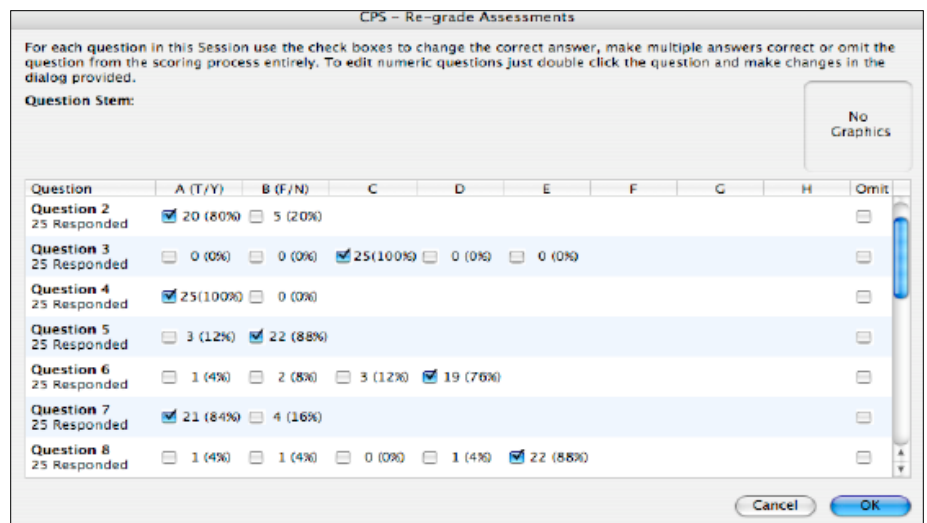 CPS - Re-grade Assessments
For each question in this Session use the check boxes to change the correct answer, make multiple answers correct or omit the
question from the scoring process entirely. To edit numeric questions just double click the question and make changes in the
dialog provided.
Question Stem:
No
Graphics
Question A (T/Y) B (F/N) C D E F G H Omit
Question 2
25 Responded 20 (80%) 5 (20%)
Question 3
25 Responded 0 (0%) 0 (0%) 25(100%) 0 (0%) 0 (0%)
Question 4
25 Responded 25(100%) 0 (0%)
Question 5
25 Responded 3 (12%) 22 (88%)
Question 6
25 Responded 1 (4%) 2 (8%) 3 (12%) 19 (76%)
Question 7
25 Responded 21 (84%) 4 (16%)
Question 8
25 Responded 1 (4%) 1 (4%) 0 (0%) 1 (4%) 22 (88%)
Cancel OK